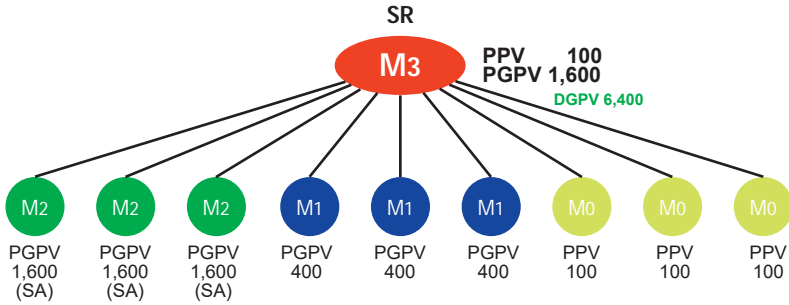 SR
M3
PPV 100
PGPV 1,600
DGPV 6,400
M2 M2 M2 M1 M1 M1 M0 M0 M0
PGPV PGPV PGPV PGPV PGPV PGPV PPV PPV PPV
1,600 1,600 1,600 400 400 400 100 100 100
(SA) (SA) (SA)